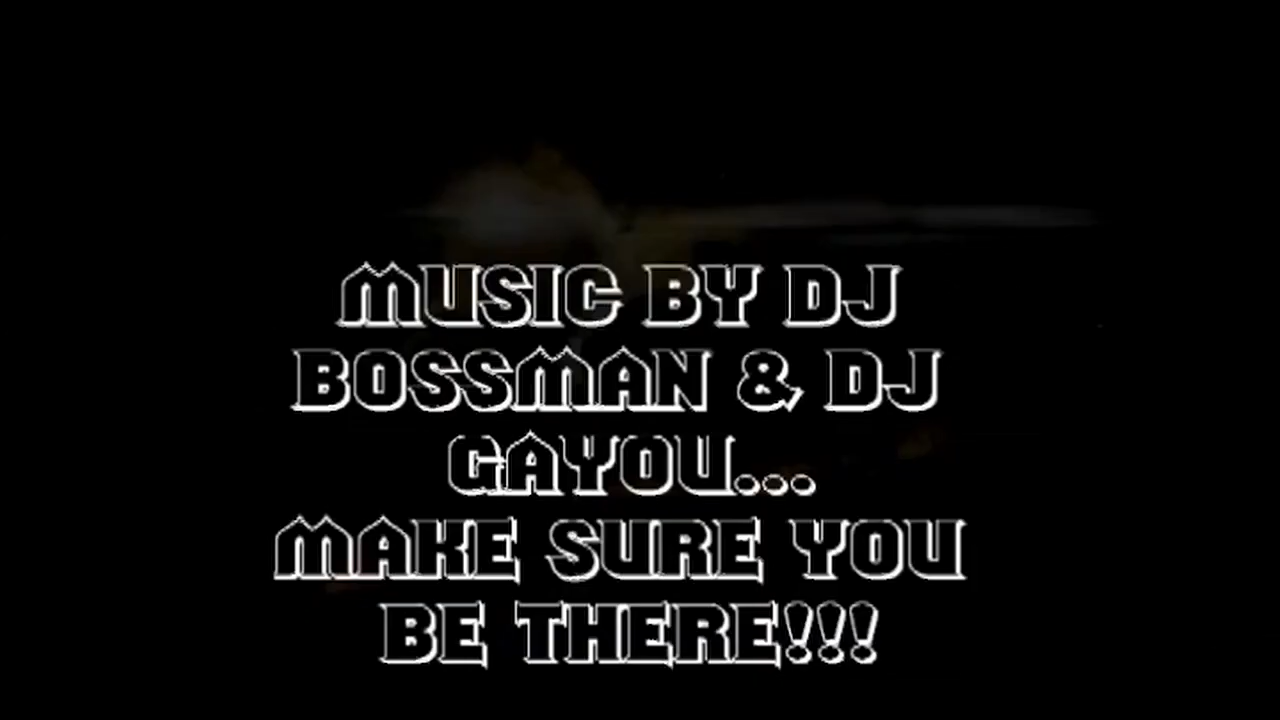 MUSIC BY DJ
BOSSMAN & DJ
GAYOU...
MAKE SURE YOU
BE THERE!!!